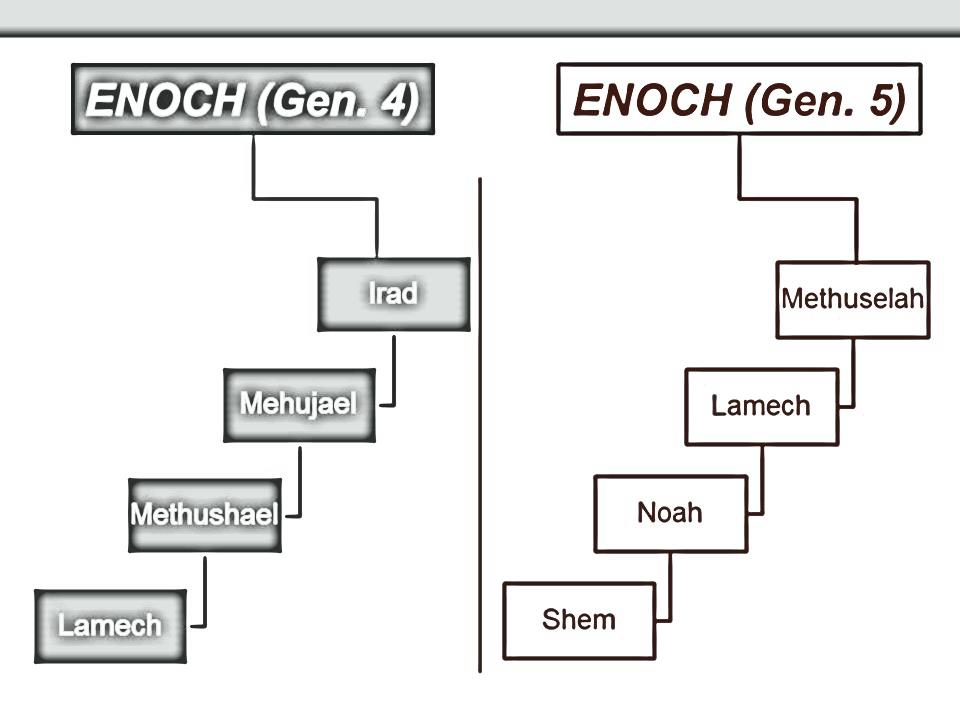 ENOCH (Gen. 4)
Irad
Mehujael
Methushael
Lamech
ENOCH (Gen. 5)
Methuselah
Lamech
Noah
Shem